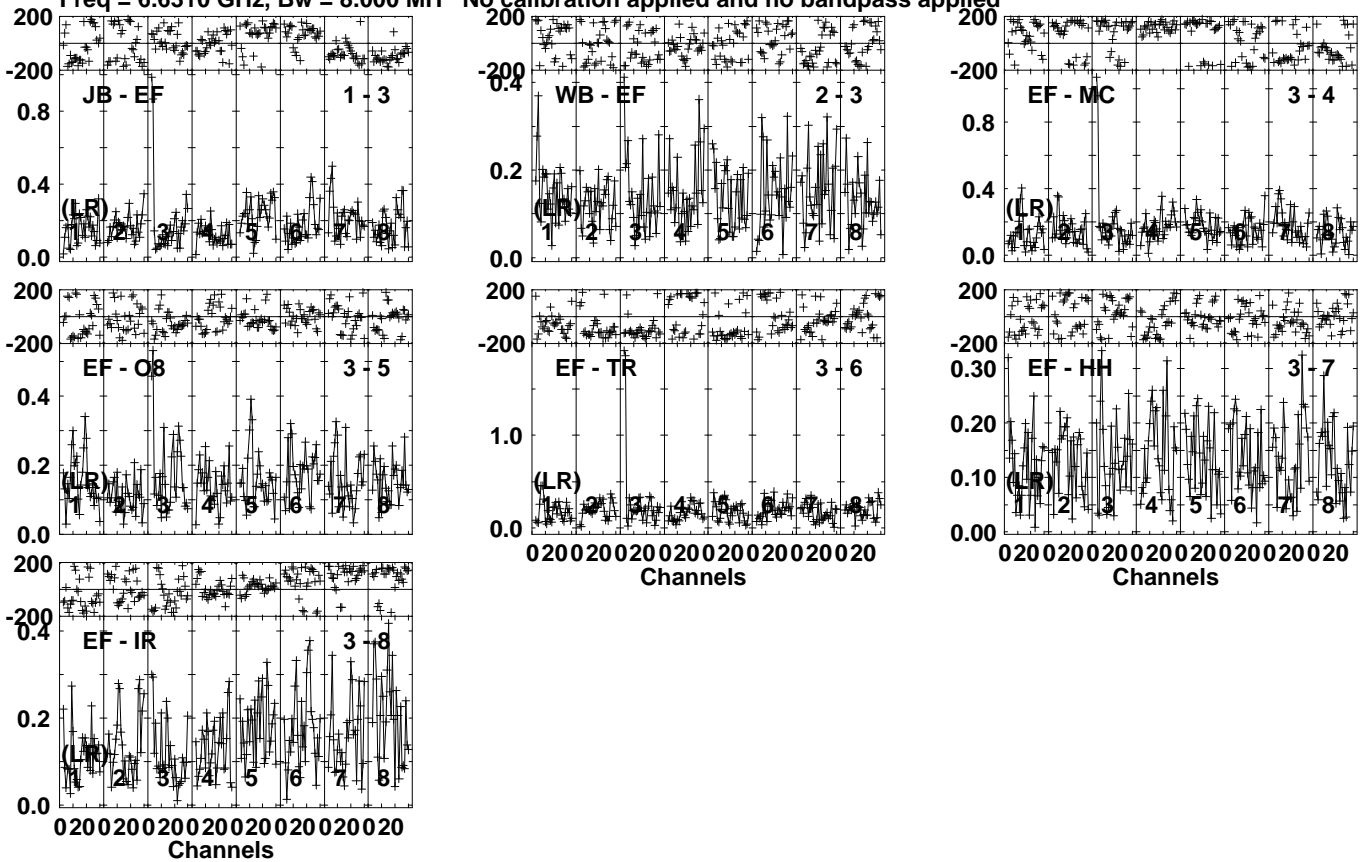 Freq = 6.6310 GHz, Bw = 8.000 MH No calibration applied and no bandpass applied
200
-200
JB - EF 1 - 3
0.8
0.4
0.0
(LR)
1 2 3 4 5 6 7 8
200
-200
0.4
WB - EF 2 - 3
0.2
0.0
(LR)
1 2 3 4 5 6 7 8
200
-200
EF - MC 3 - 4
0.8
0.4
0.0
(LR)
1 2 3 4 5 6 7 8
200
-200
EF - O8 3 - 5
0.4
0.2
0.0
(LR)
1 2 3 4 5 6 7 8
200
-200
EF - TR 3 - 6
1.0
0.0
(LR)
1 2 3 4 5 6 7 8
0 20 0 20 0 20 0 20 0 20 0 20 0 20 0 20
Channels
200
-200
EF - HH 3 - 7
0.30
0.20
0.10
0.00
(LR)
1 2 3 4 5 6 7 8
0 20 0 20 0 20 0 20 0 20 0 20 0 20 0 20
Channels
200
-200
0.4
EF - IR 3 - 8
0.2
0.0
(LR)
1 2 3 4 5 6 7 8
0 20 0 20 0 20 0 20 0 20 0 20 0 20 0 20
Channels